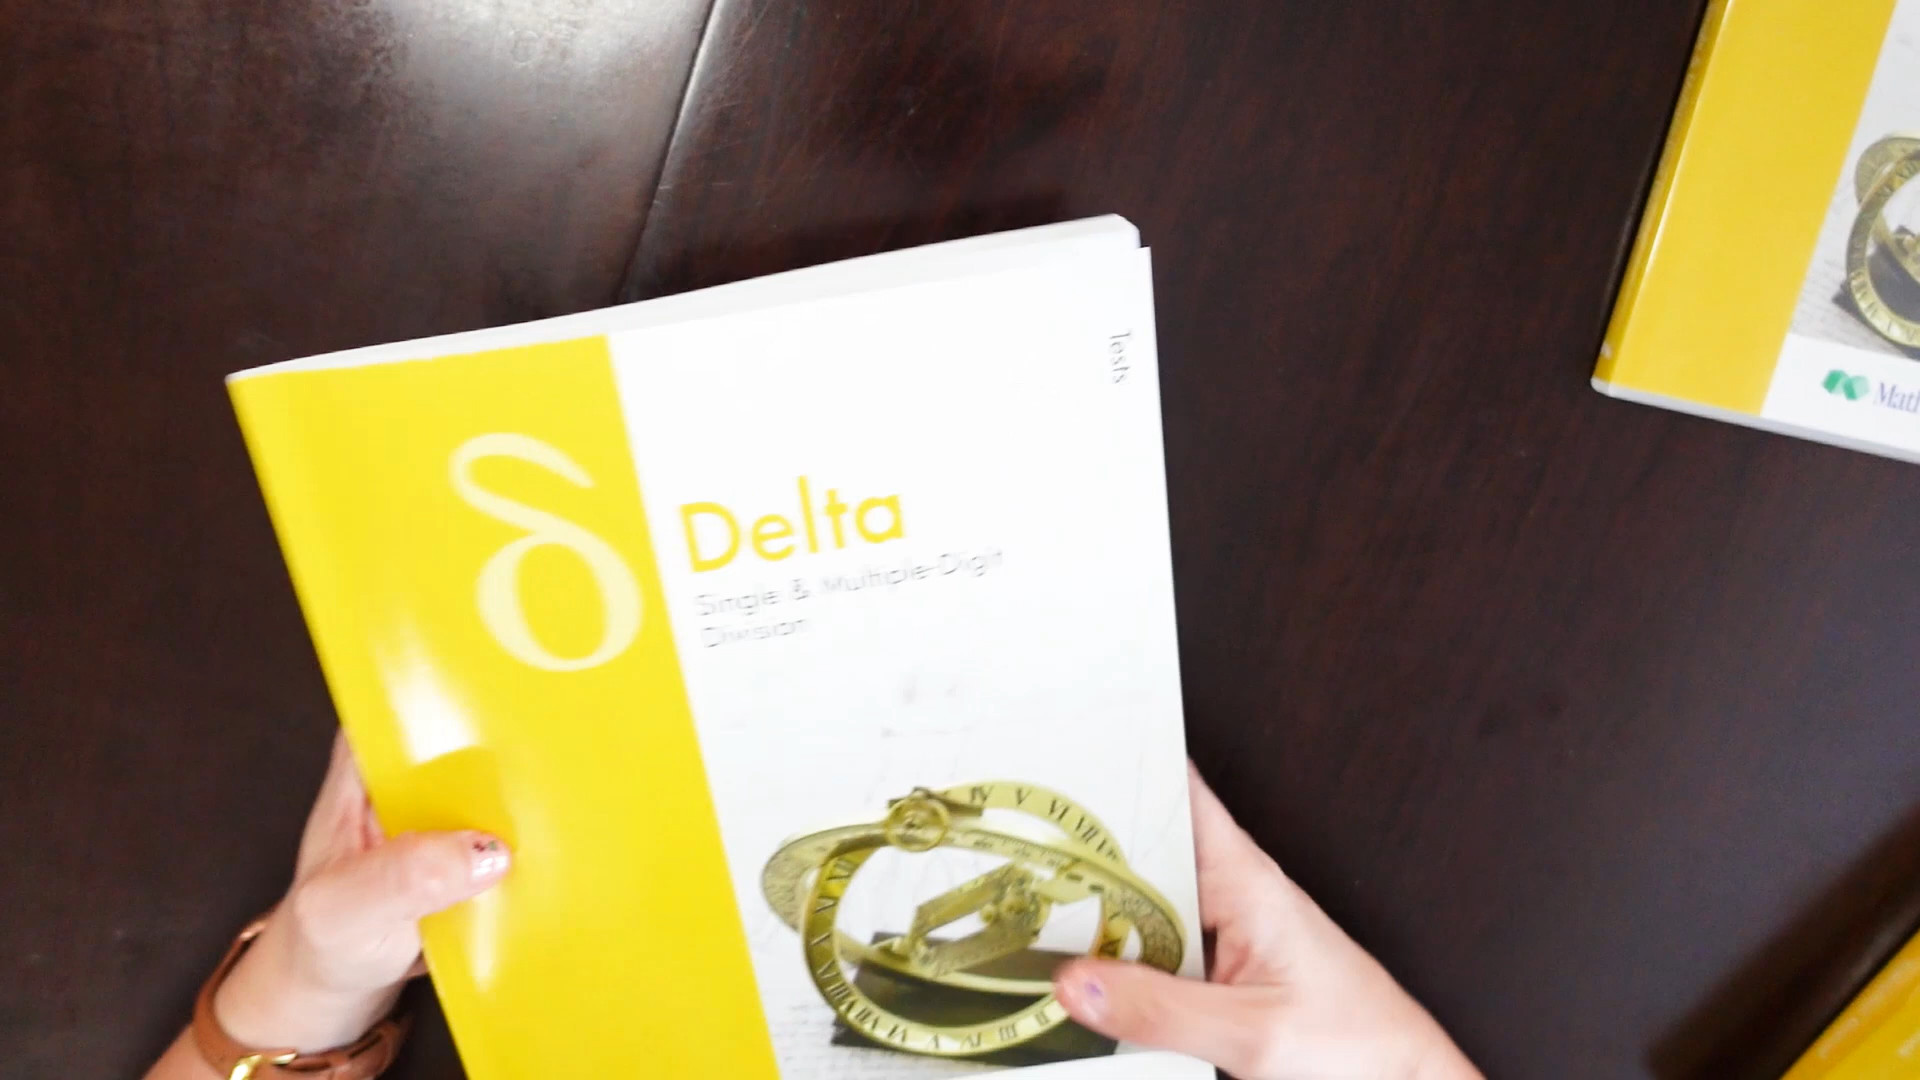 Tests
δ
Delta
Single & Multiple-Digit
Division
Math